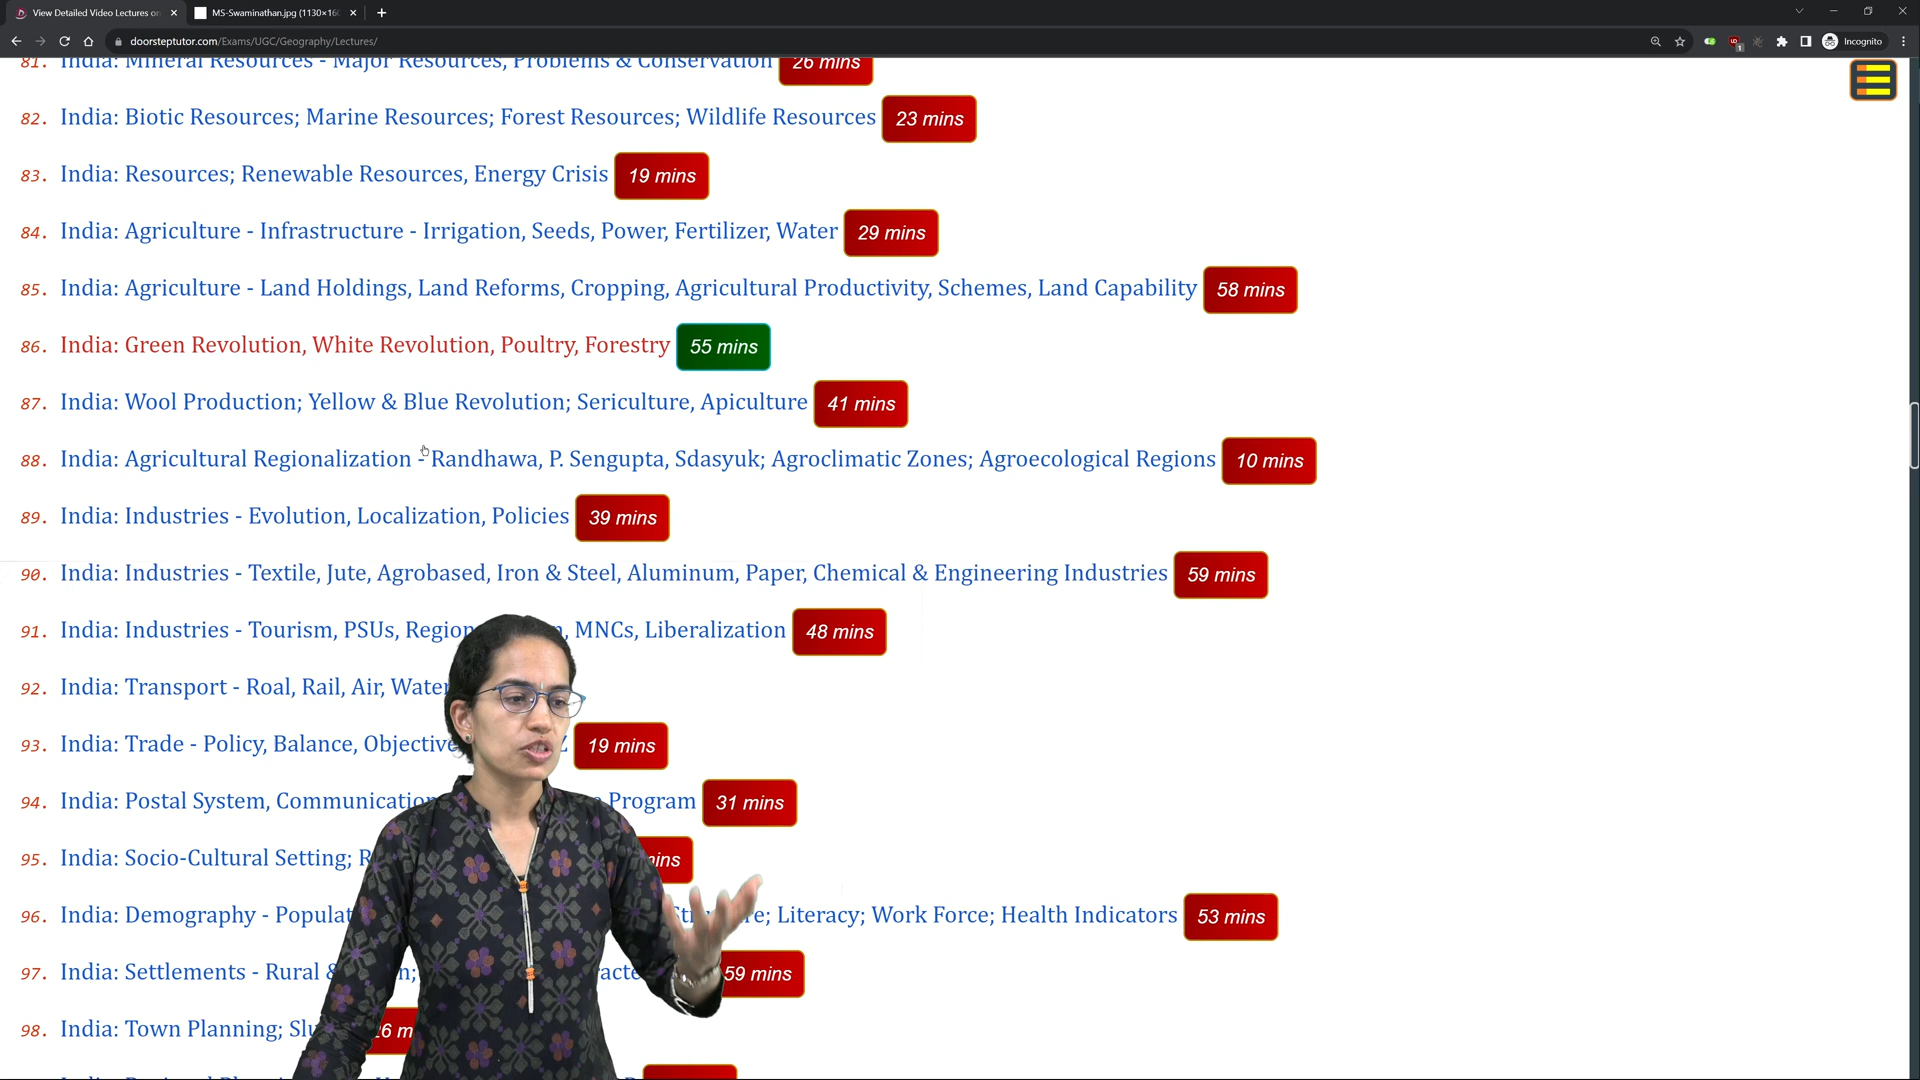 View Detailed Video Lectures on
MS-Swaminathan.jpg (1130×16
doorsteptutor.com/Exams/UGC/Geography/Lectures/
Incognito
81. India: Mineral Resources - Major Resources, Problems & Conservation 26 mins
82. India: Biotic Resources; Marine Resources; Forest Resources; Wildlife Resources 23 mins
83. India: Resources; Renewable Resources, Energy Crisis 19 mins
84. India: Agriculture - Infrastructure - Irrigation, Seeds, Power, Fertilizer, Water 29 mins
85. India: Agriculture - Land Holdings, Land Reforms, Cropping, Agricultural Productivity, Schemes, Land Capability 58 mins
86. India: Green Revolution, White Revolution, Poultry, Forestry 55 mins
87. India: Wool Production; Yellow & Blue Revolution; Sericulture, Apiculture 41 mins
88. India: Agricultural Regionalization - Randhawa, P. Sengupta, Sdasyuk; Agroclimatic Zones; Agroecological Regions 10 mins
89. India: Industries - Evolution, Localization, Policies 39 mins
90. India: Industries - Textile, Jute, Agrobased, Iron & Steel, Aluminum, Paper, Chemical & Engineering Industries 59 mins
91. India: Industries - Tourism, PSUs, MNCs, Liberalization 48 mins
92. India: Transport - Roal, Rail, Air, Water
93. India: Trade - Policy, Balance, 19 mins
94. India: Postal System, Program 31 mins
95. India: Socio-Cultural Setting; mins
96. India: Demography - Literacy; Work Force; Health Indicators 53 mins
97. India: Settlements - Rural & 59 mins
98. India: Town Planning;